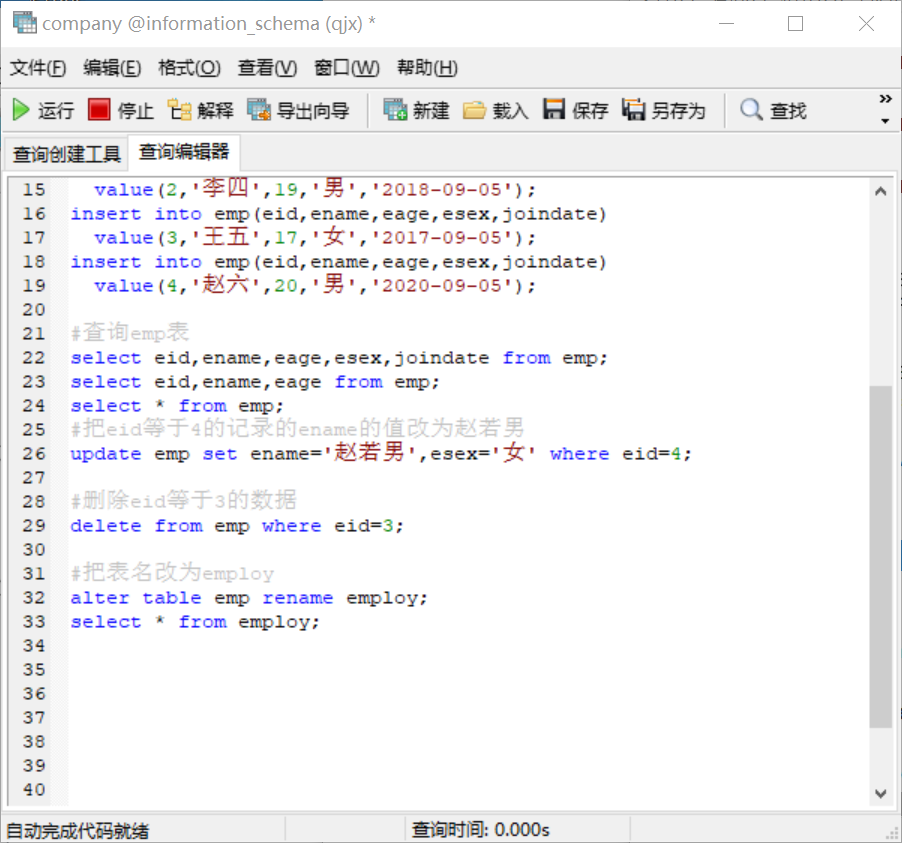 company @information_schema (qjx) *
文件(F) 编辑(E) 格式(O) 查看(V) 窗口(W) 帮助(H)
运行 停止 解释 导出向导 新建 载入 保存 另存为 查找 »
查询创建工具 查询编辑器
15 value(2,'李四',19,'男','2018-09-05');
16 insert into emp(eid,ename,eage,esex,joindate)
17 value(3,'王五',17,'女','2017-09-05');
18 insert into emp(eid,ename,eage,esex,joindate)
19 value(4,'赵六',20,'男','2020-09-05');
20
21 #查询emp表
22 select eid,ename,eage,esex,joindate from emp;
23 select eid,ename,eage from emp;
24 select * from emp;
25 #把eid等于4的记录的ename的值改为赵若男
26 update emp set ename='赵若男',esex='女' where eid=4;
27
28 #删除eid等于3的数据
29 delete from emp where eid=3;
30
31 #把表名改为employ
32 alter table emp rename employ;
33 select * from employ;
34
35
36
37
38
39
40
自动完成代码就绪 查询时间: 0.000s